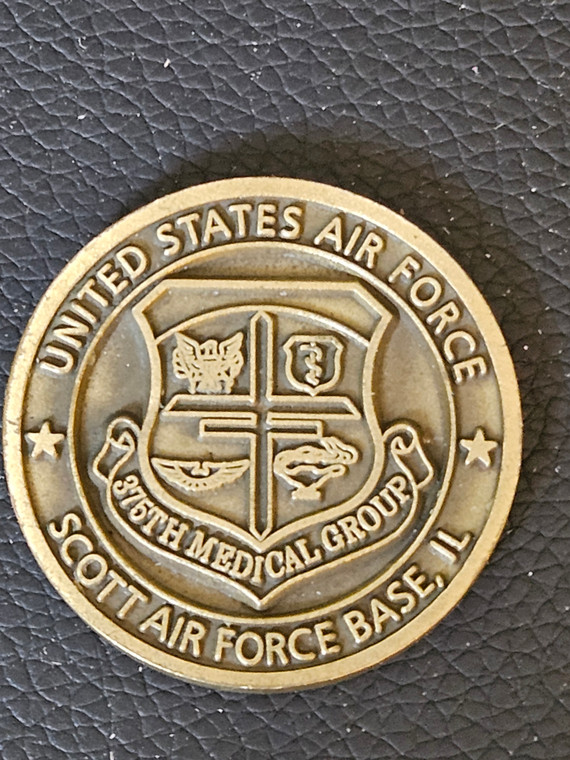 UNITED STATES AIR FORCE
375TH MEDICAL GROUP
SCOTT AIR FORCE BASE, IL